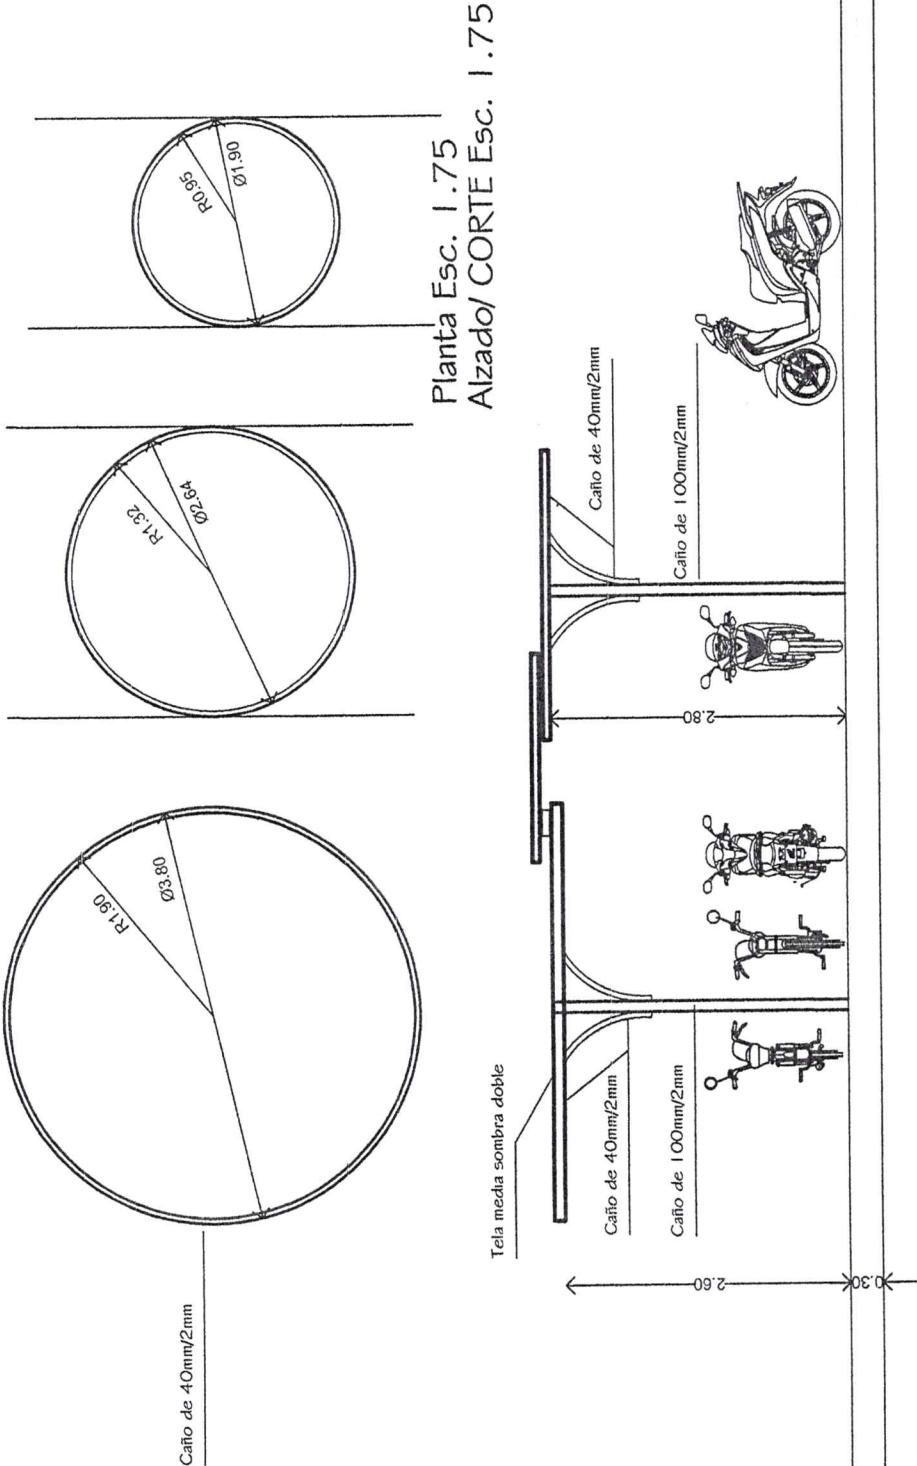 Caño de 40mm/2mm
R1.90
Ø3.80
R1.32
Ø2.64
R0.95
Ø1.90
Planta Esc. 1.75
Alzado/ CORTE Esc. 1.75
Tela media sombra doble
Caño de 40mm/2mm
Caño de 100mm/2mm
2.60
0.30
2.80
Caño de 40mm/2mm
Caño de 100mm/2mm